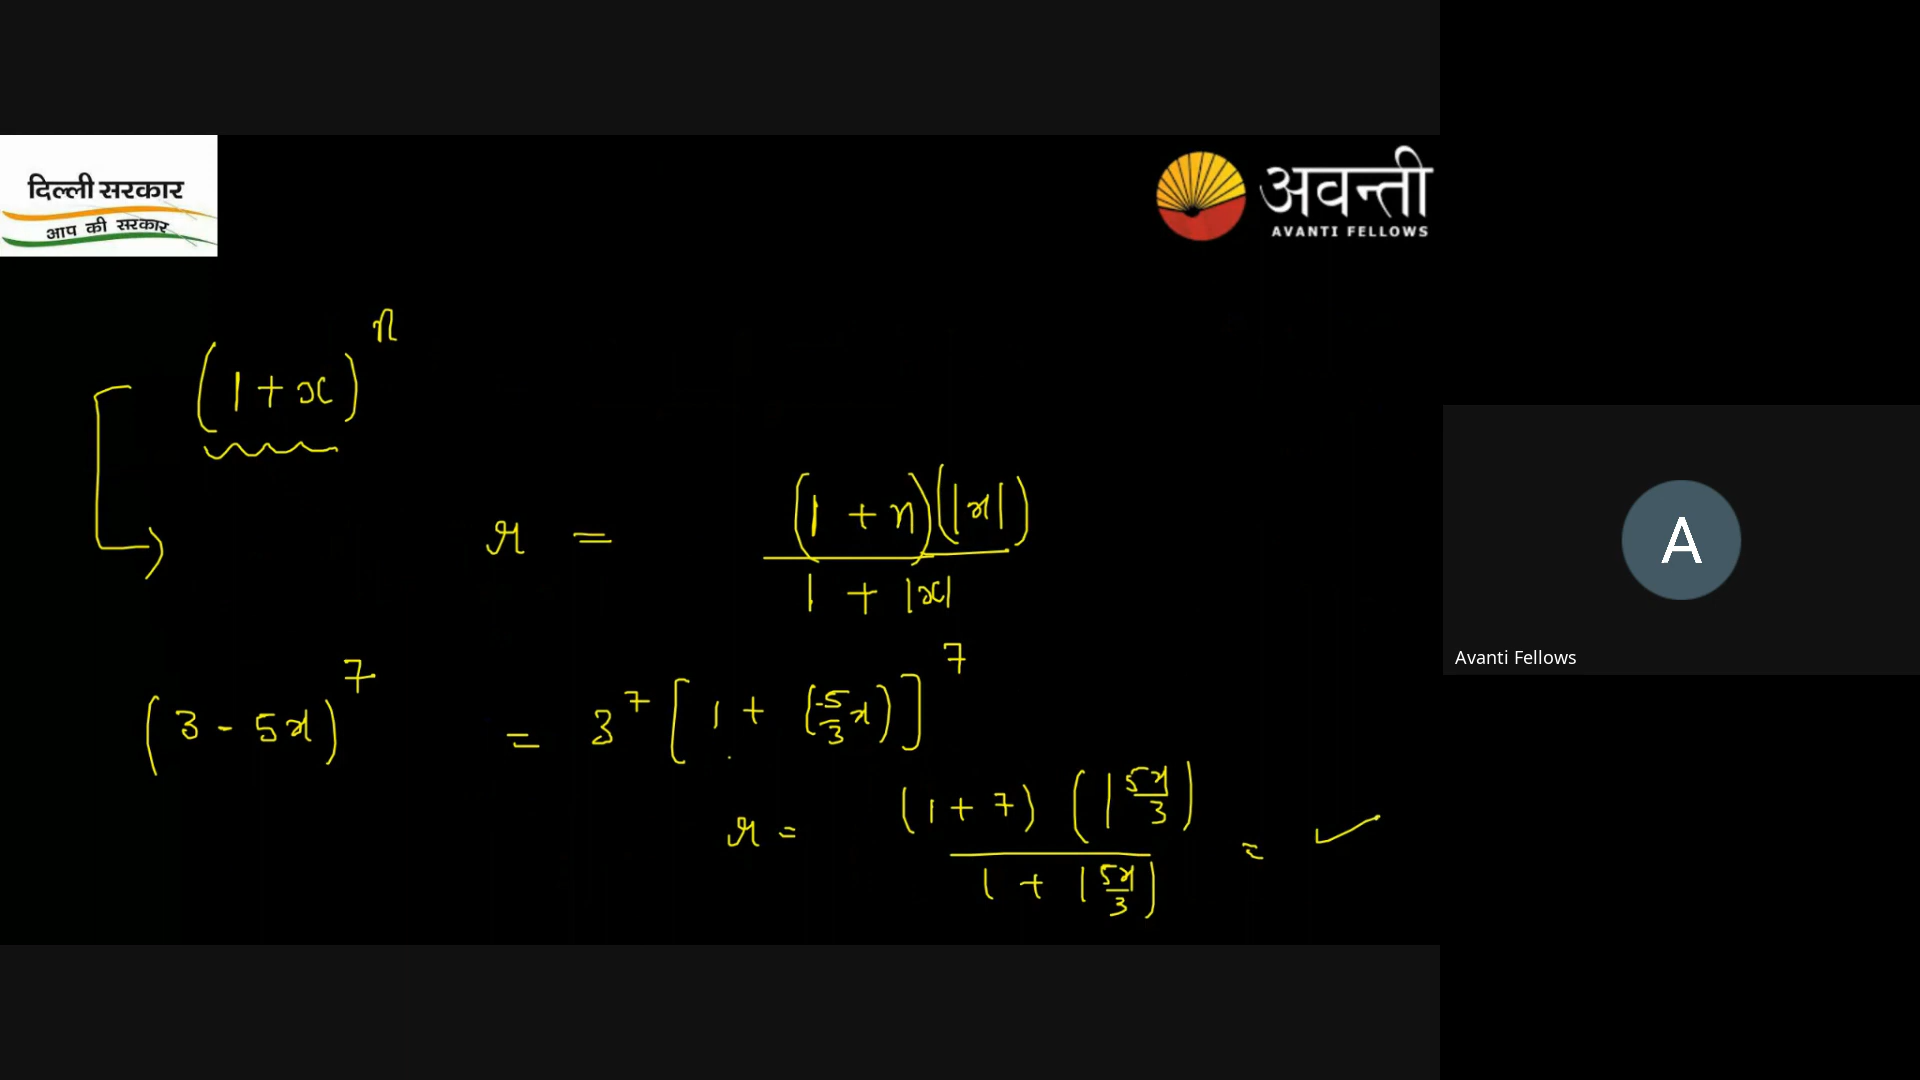 दिल्ली सरकार
आप की सरकार
अवन्ती
AVANTI FELLOWS
(1+x)^n
r = (1+n)(|x|) / 1+|x|
(3-5x)^7 = 3^7 [1+(-5/3 x)]^7
r = (1+7)(|5x/3) / 1+|5x/3| = ✓
A
Avanti Fellows